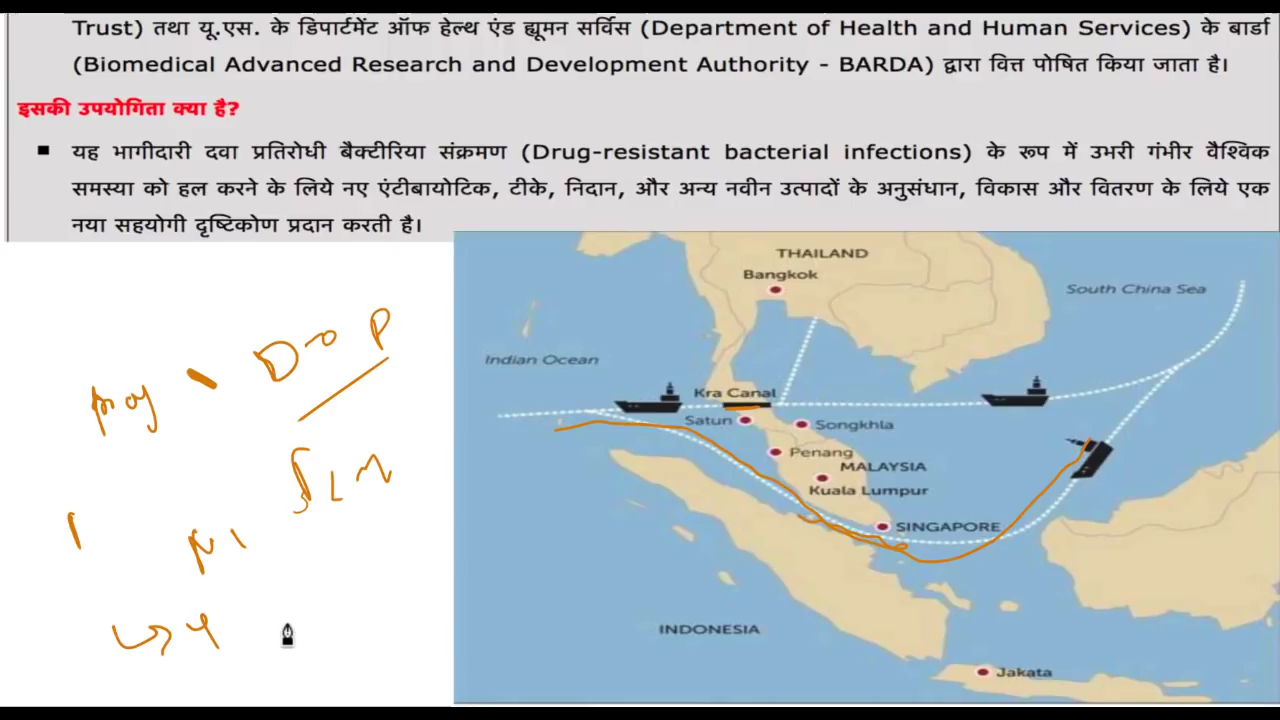 Trust) तथा यू.एस. के डिपार्टमेंट ऑफ हेल्थ एंड ह्यूमन सर्विस (Department of Health and Human Services) के बार्डा
(Biomedical Advanced Research and Development Authority - BARDA) द्वारा वित्त पोषित किया जाता है।
इसकी उपयोगिता क्या है?
■ यह भागीदारी दवा प्रतिरोधी बैक्टीरिया संक्रमण (Drug-resistant bacterial infections) के रूप में उभरी गंभीर वैश्विक
समस्या को हल करने के लिये नए एंटीबायोटिक, टीके, निदान, और अन्य नवीन उत्पादों के अनुसंधान, विकास और वितरण के लिये एक
नया सहयोगी दृष्टिकोण प्रदान करती है।
THAILAND
Bangkok
South China Sea
Indian Ocean
Kra Canal
Satun
Songkhla
Penang
MALAYSIA
Kuala Lumpur
SINGAPORE
INDONESIA
Jakarta